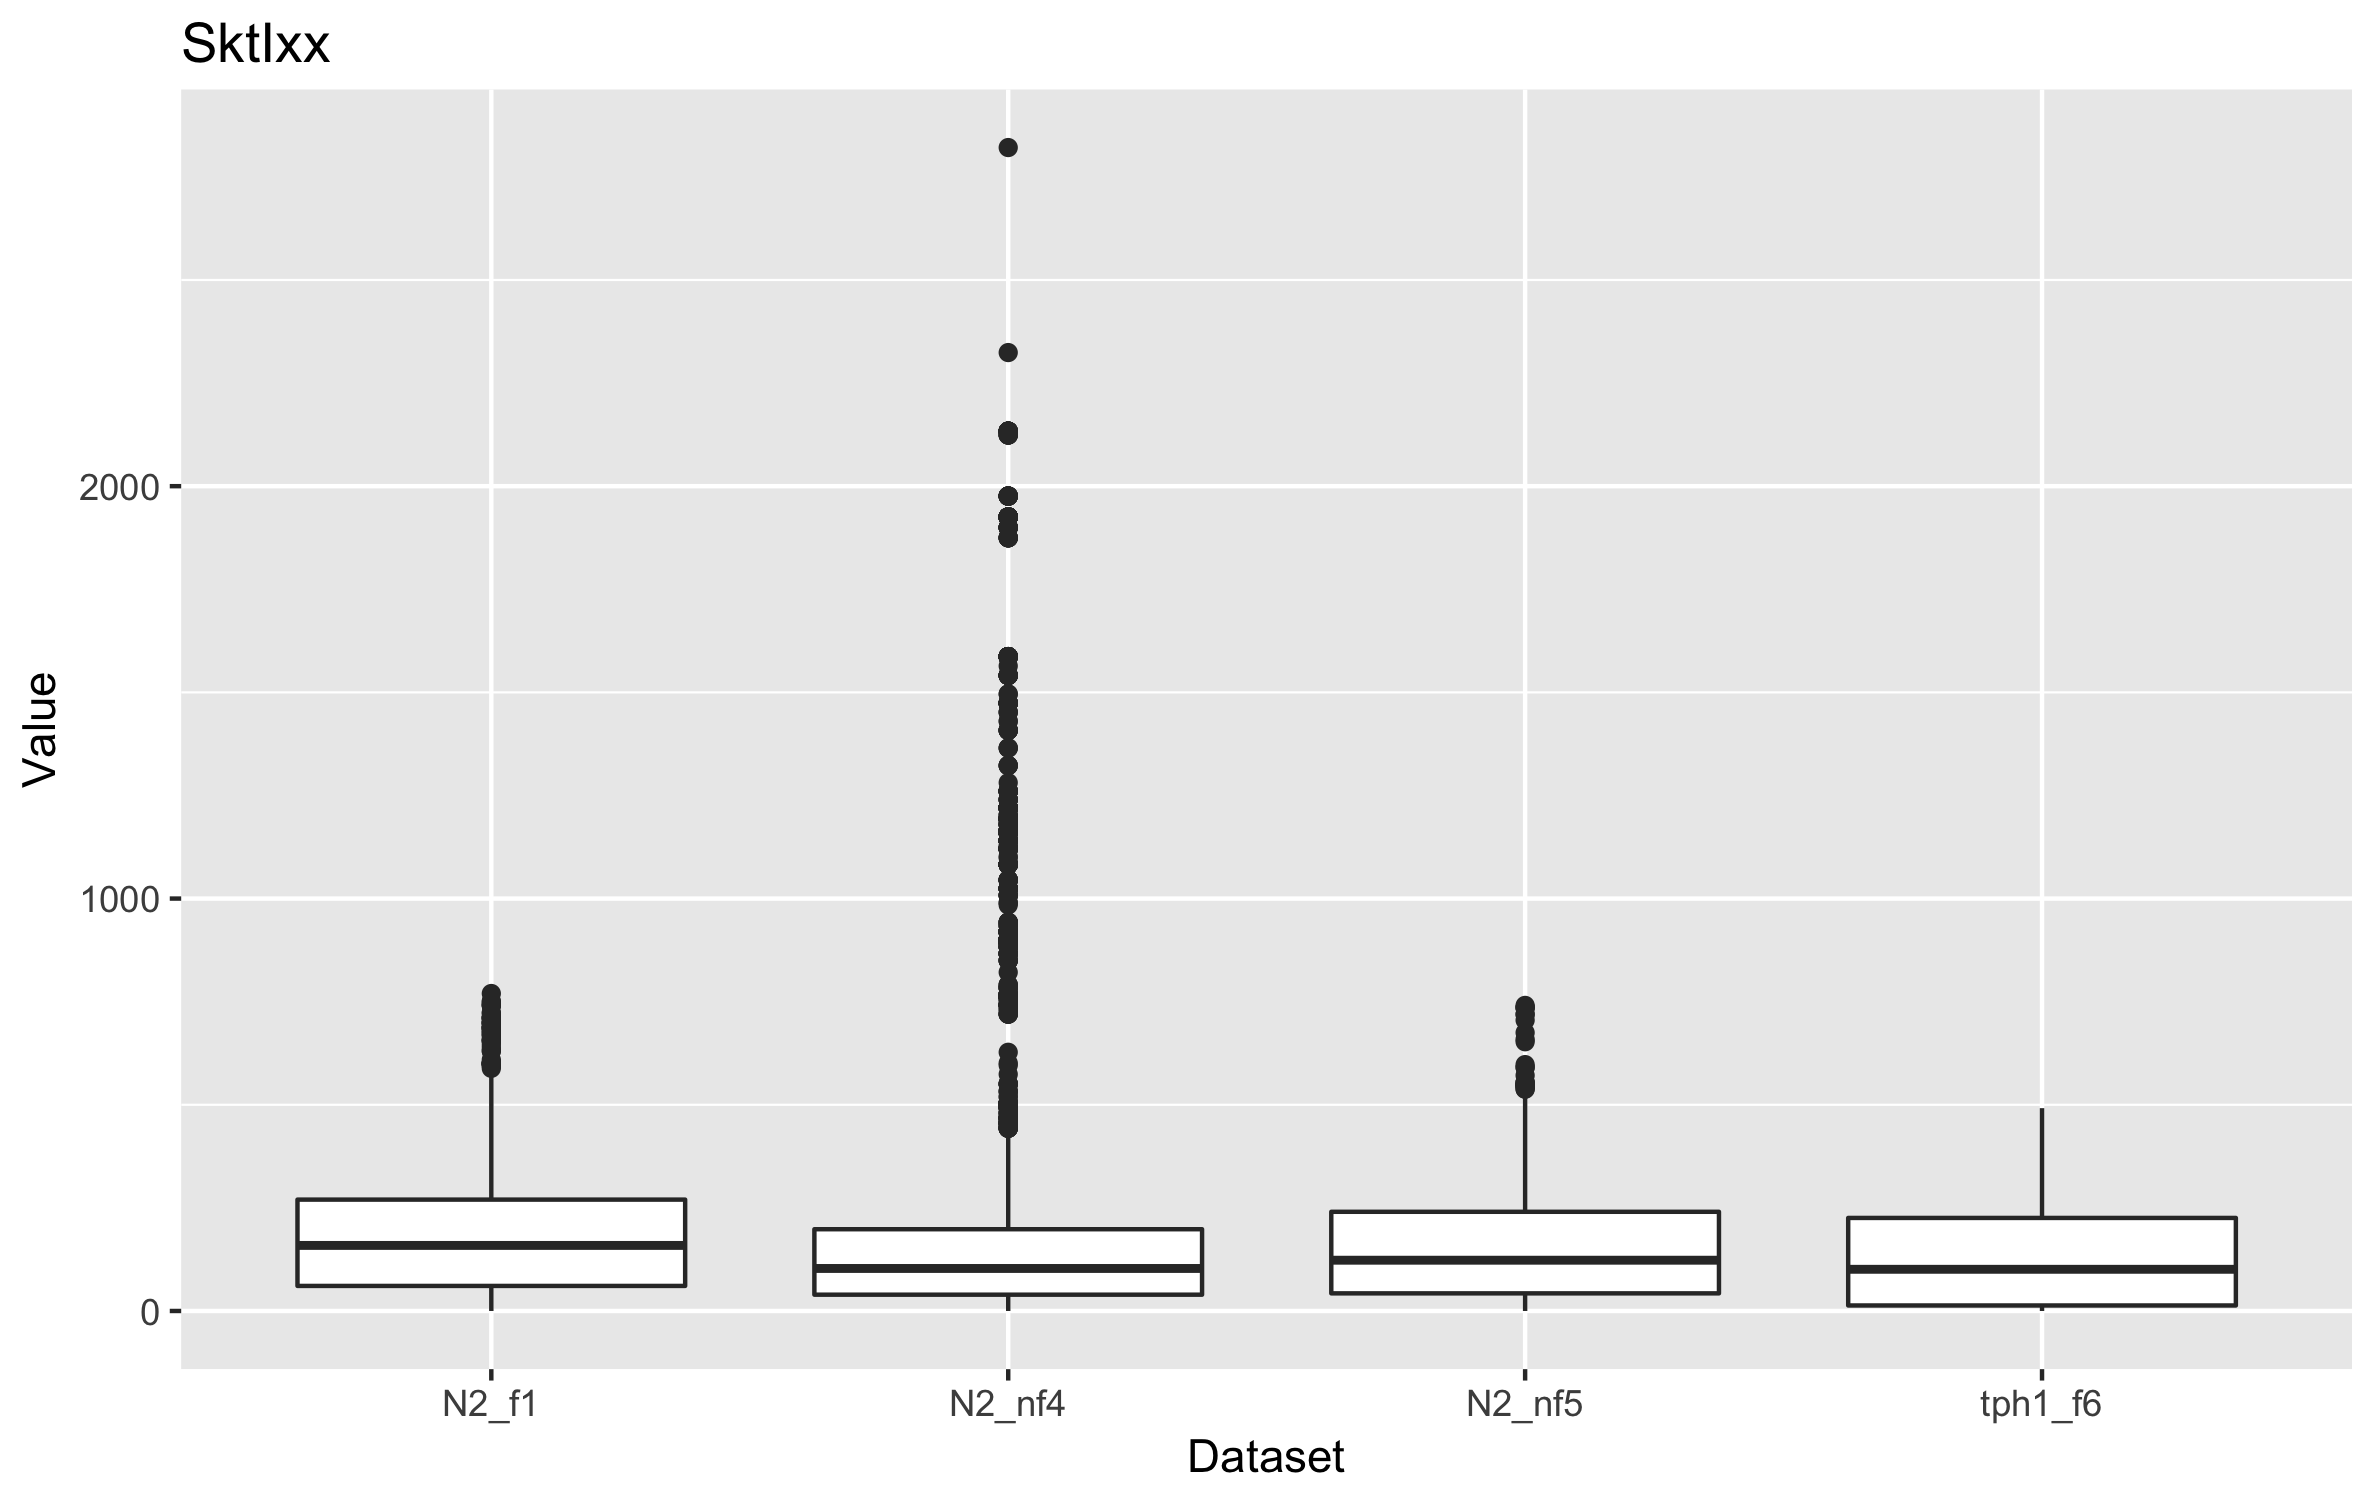 Sktlxx
Value
2000
1000
0
N2_f1
N2_nf4
N2_nf5
tph1_f6
Dataset